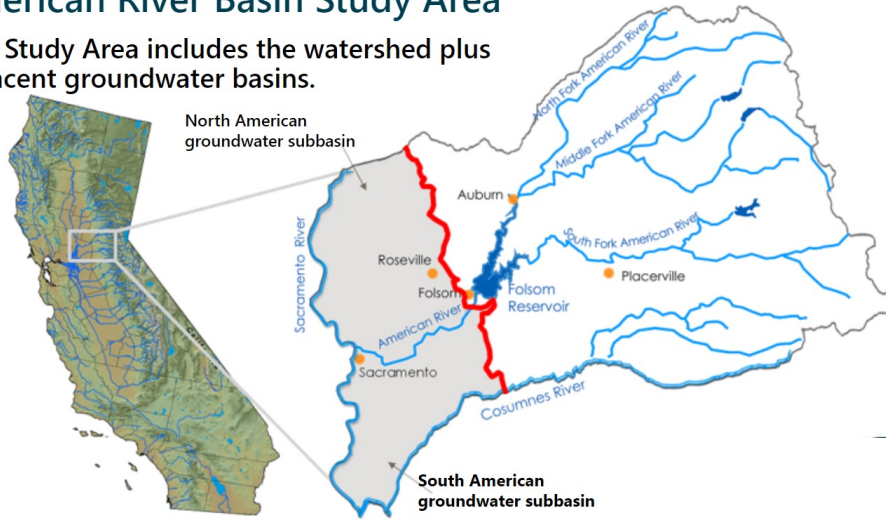 erican River Basin Study Area
Study Area includes the watershed plus
acent groundwater basins.
North American
groundwater subbasin
North Fork American River
Middle Fork American River
Auburn
South Fork American River
Sacramento River
Roseville
Placerville
Folsom
Folsom
Reservoir
American River
Sacramento
Cosumnes River
South American
groundwater subbasin